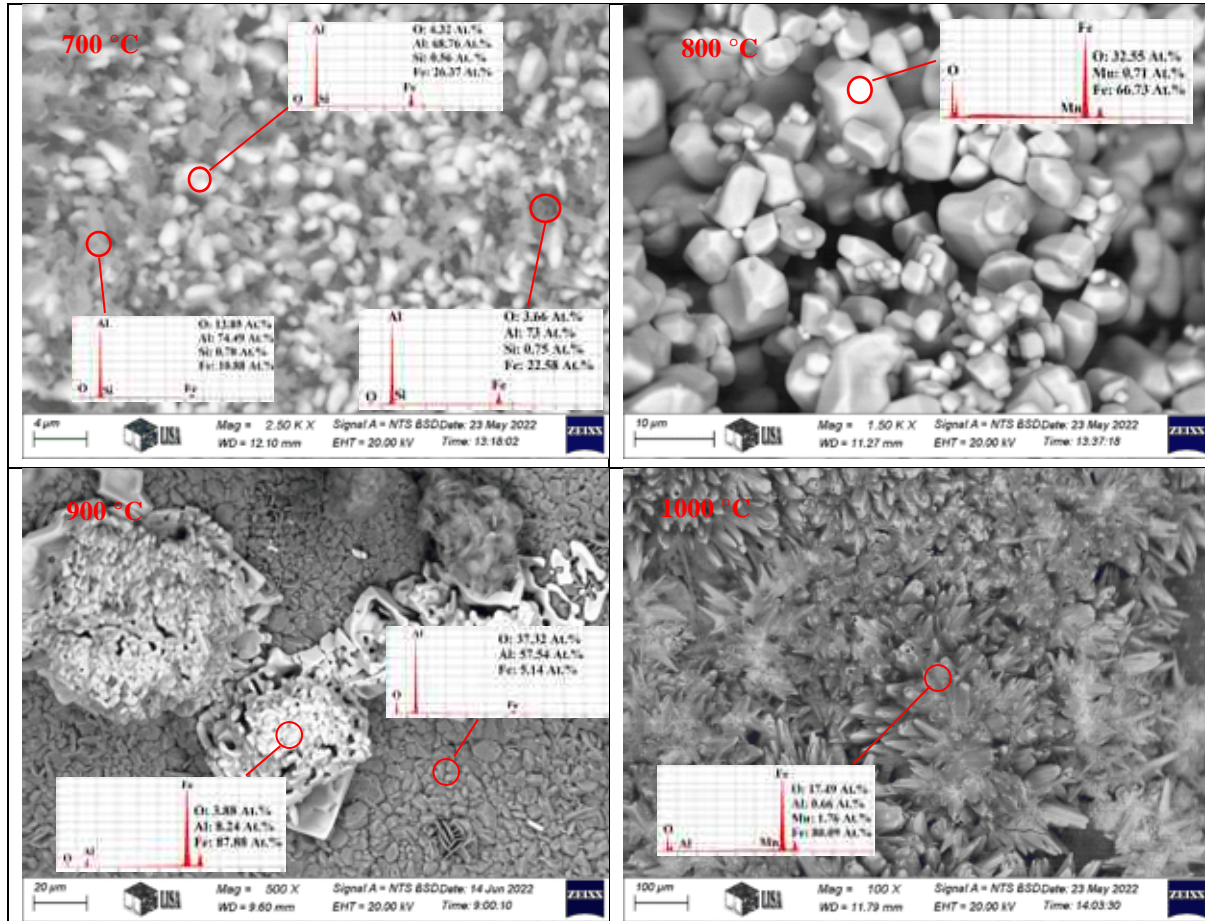 700 °C
Al
O: 4.32 At.%
Al: 68.76 At.%
Si: 0.56 At.%
Fe: 26.37 At.%
Fe
O Si
Al
O: 13.85 At.%
Al: 74.49 At.%
Si: 0.78 At.%
Fe: 10.88 At.%
O Si Fe
Al
O: 3.66 At.%
Al: 73 At.%
Si: 0.75 At.%
Fe: 22.58 At.%
Fe
O Si
4 µm
LISA
Mag = 2.50 K X Signal A = NTS BSD Date: 23 May 2022
WD = 12.10 mm EHT = 20.00 kV Time: 13:18:02
ZEISS
800 °C
Fe
O: 32.55 At.%
Mn: 0.71 At.%
Fe: 66.73 At.%
O
Mn
10 µm
LISA
Mag = 1.50 K X Signal A = NTS BSD Date: 23 May 2022
WD = 11.27 mm EHT = 20.00 kV Time: 13:37:18
ZEISS
900 °C
Al
O: 37.32 At.%
Al: 57.54 At.%
Fe: 5.14 At.%
O Fe
Fe
O: 3.88 At.%
Al: 8.24 At.%
Fe: 87.88 At.%
O Al
20 µm
LISA
Mag = 500 X Signal A = NTS BSD Date: 14 Jun 2022
WD = 9.60 mm EHT = 20.00 kV Time: 9:00:10
ZEISS
1000 °C
Fe
O: 17.49 At.%
Al: 0.66 At.%
Mn: 1.76 At.%
Fe: 80.09 At.%
O Al Mn
100 µm
LISA
Mag = 100 X Signal A = NTS BSD Date: 23 May 2022
WD = 11.79 mm EHT = 20.00 kV Time: 14:03:30
ZEISS